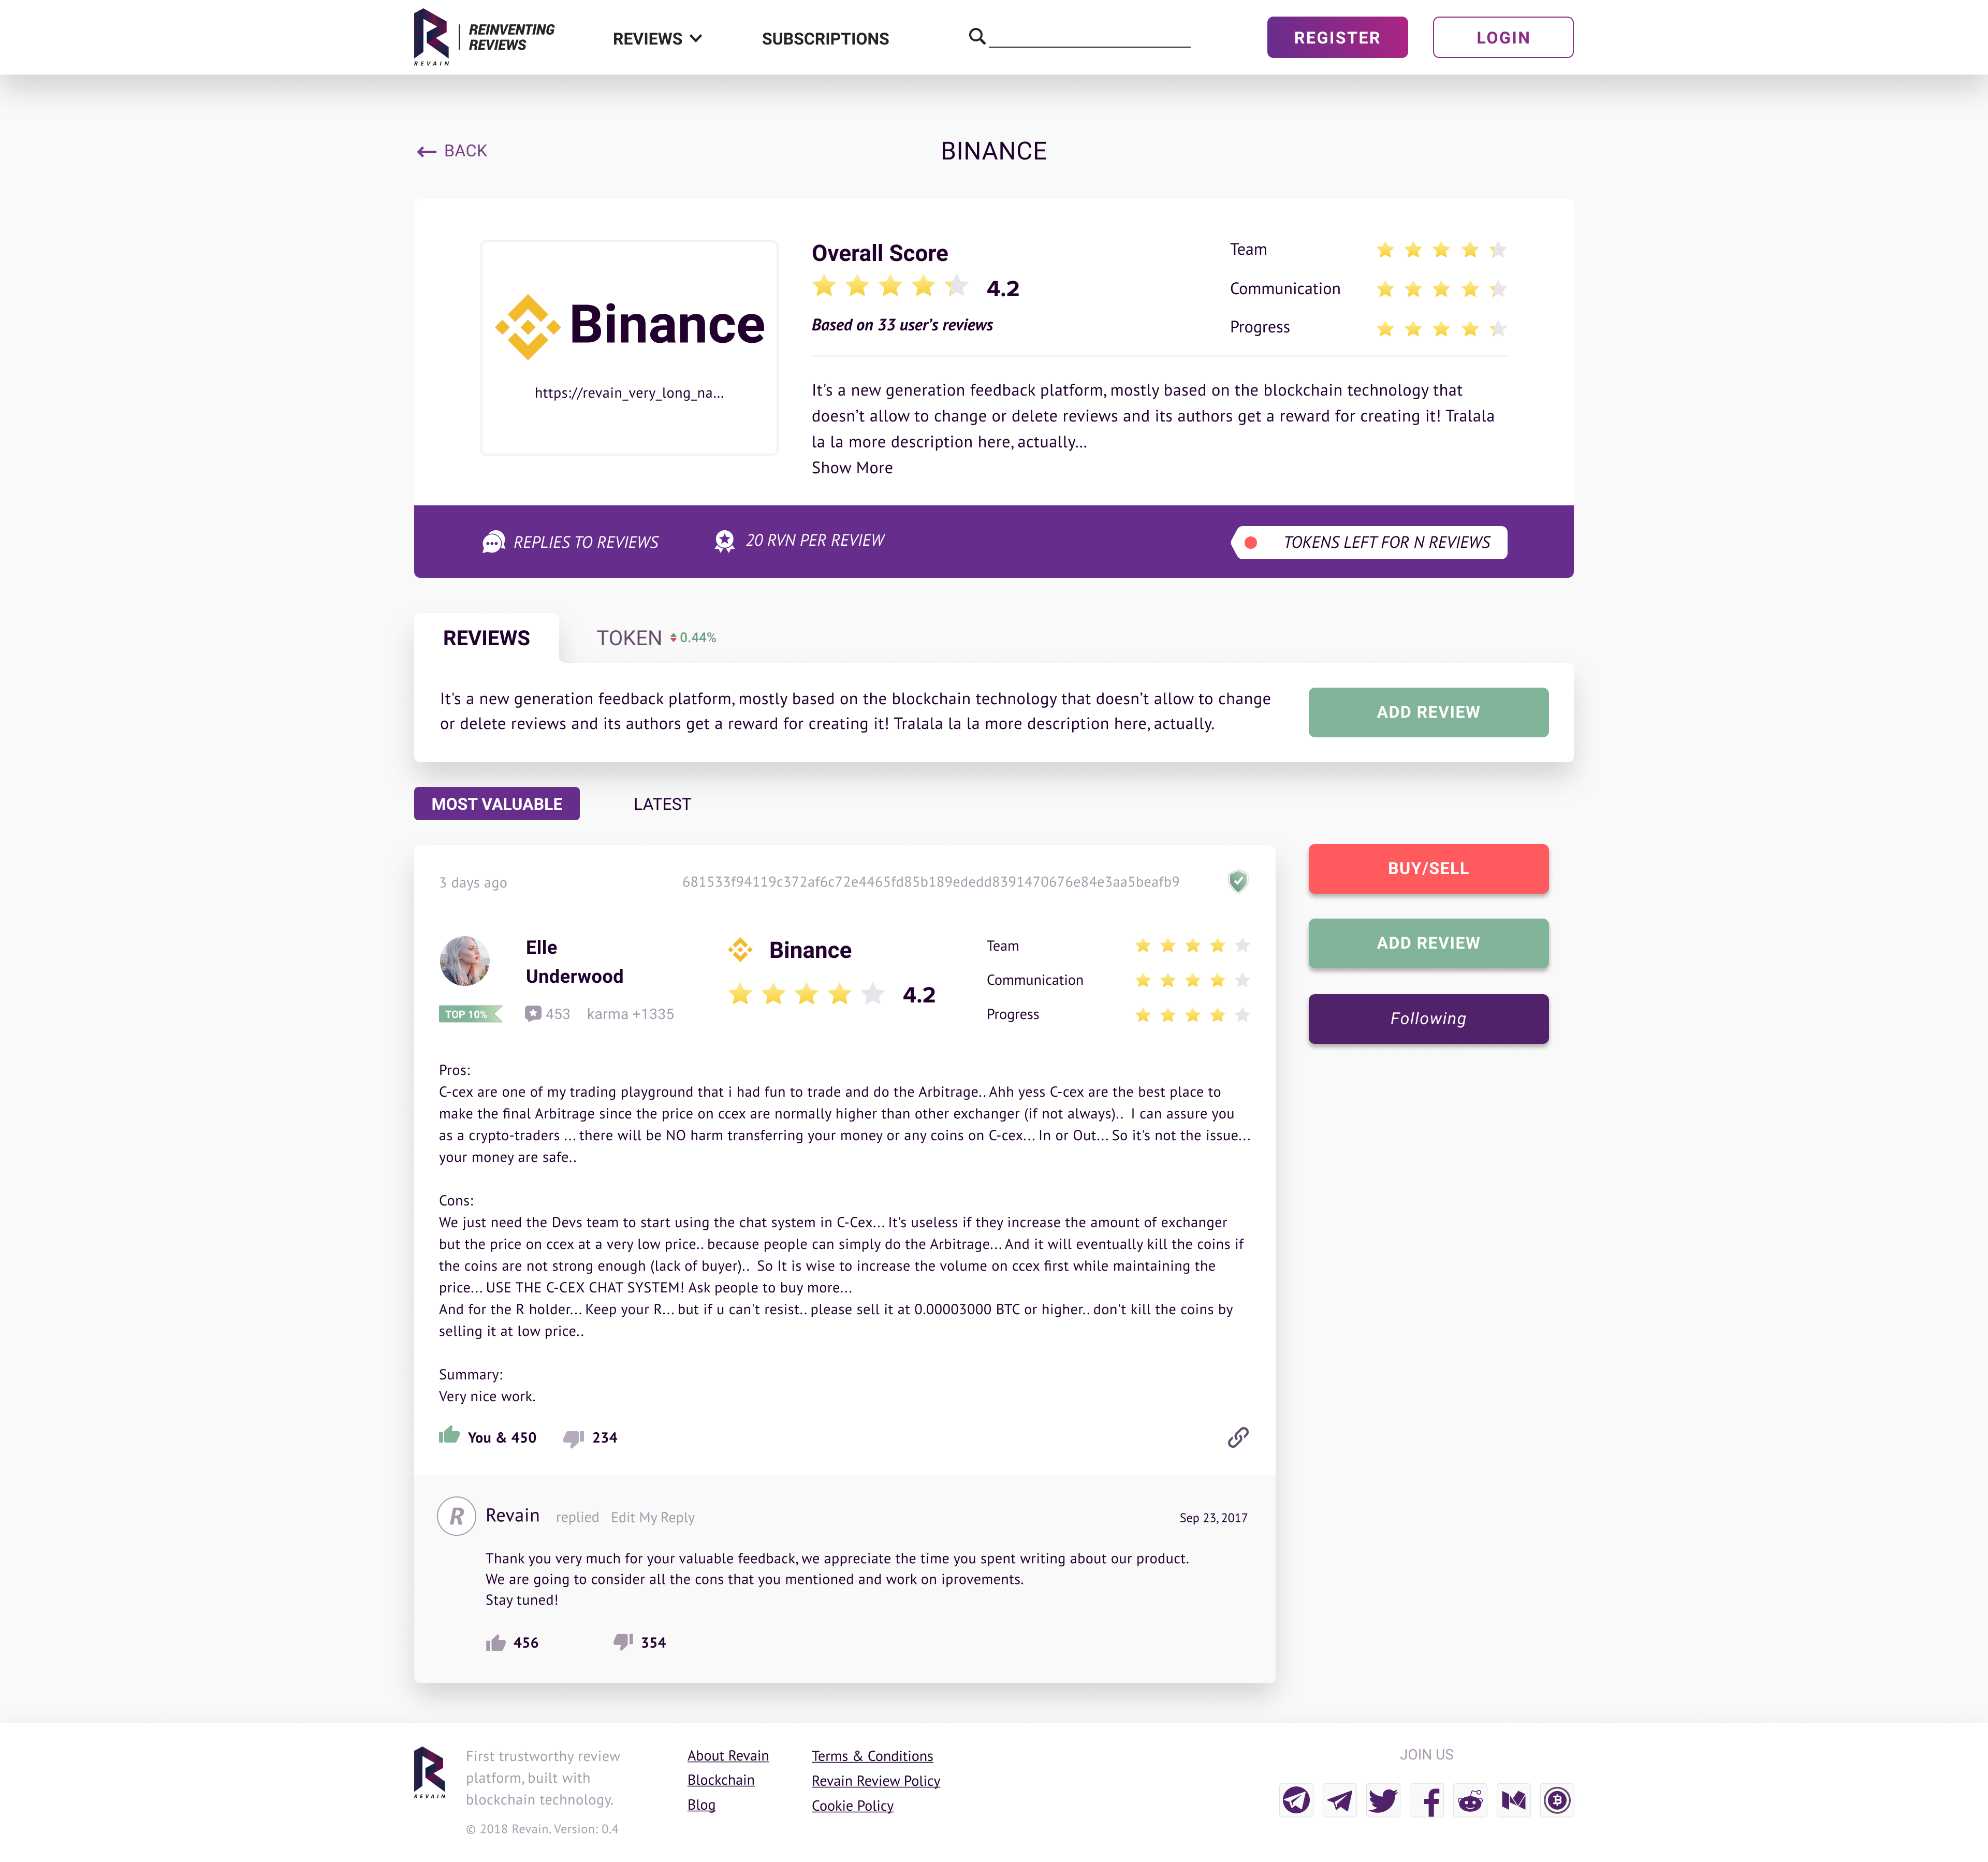 REVAIN
REINVENTING
REVIEWS
REVIEWS
SUBSCRIPTIONS
REGISTER
LOGIN
BACK
BINANCE
Binance
https://revain_very_long_na...
Overall Score
4.2
Based on 33 user’s reviews
Team
Communication
Progress
It's a new generation feedback platform, mostly based on the blockchain technology that
doesn’t allow to change or delete reviews and its authors get a reward for creating it! Tralala
la la more description here, actually...
Show More
REPLIES TO REVIEWS
20 RVN PER REVIEW
TOKENS LEFT FOR N REVIEWS
REVIEWS
TOKEN
0.44%
It's a new generation feedback platform, mostly based on the blockchain technology that doesn’t allow to change
or delete reviews and its authors get a reward for creating it! Tralala la la more description here, actually.
ADD REVIEW
MOST VALUABLE
LATEST
3 days ago
681533f94119c372af6c72e4465fd85b189ededd8391470676e84e3aa5beafb9
Elle
Underwood
TOP 10%
453
karma +1335
Binance
4.2
Team
Communication
Progress
Pros:
C-cex are one of my trading playground that i had fun to trade and do the Arbitrage.. Ahh yess C-cex are the best place to
make the final Arbitrage since the price on ccex are normally higher than other exchanger (if not always).. I can assure you
as a crypto-traders ... there will be NO harm transferring your money or any coins on C-cex... In or Out... So it's not the issue...
your money are safe..
Cons:
We just need the Devs team to start using the chat system in C-Cex... It's useless if they increase the amount of exchanger
but the price on ccex at a very low price.. because people can simply do the Arbitrage... And it will eventually kill the coins if
the coins are not strong enough (lack of buyer).. So It is wise to increase the volume on ccex first while maintaining the
price... USE THE C-CEX CHAT SYSTEM! Ask people to buy more...
And for the R holder... Keep your R... but if u can't resist.. please sell it at 0.00003000 BTC or higher.. don't kill the coins by
selling it at low price..
Summary:
Very nice work.
You & 450
234
BUY/SELL
ADD REVIEW
Following
R
Revain
replied
Edit My Reply
Sep 23, 2017
Thank you very much for your valuable feedback, we appreciate the time you spent writing about our product.
We are going to consider all the cons that you mentioned and work on iprovements.
Stay tuned!
456
354
REVAIN
First trustworthy review
platform, built with
blockchain technology.
© 2018 Revain. Version: 0.4
About Revain
Blockchain
Blog
Terms & Conditions
Revain Review Policy
Cookie Policy
JOIN US